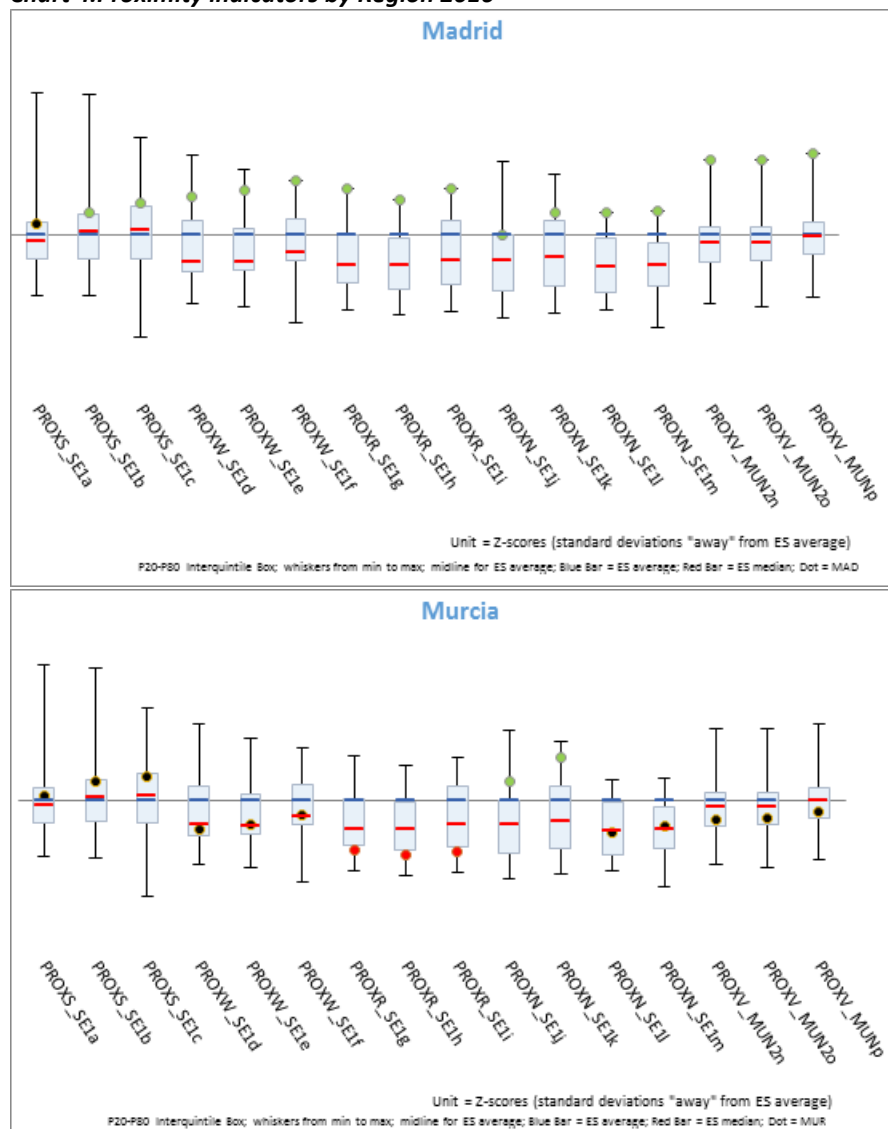 Madrid
PROXS_SE1a
PROXS_SE1b
PROXS_SE1c
PROXW_SE1d
PROXW_SE1e
PROXW_SE1f
PROXR_SE1g
PROXR_SE1h
PROXR_SE1i
PROXN_SE1j
PROXN_SE1k
PROXN_SE1l
PROXN_SE1m
PROXV_MUN2n
PROXV_MUN2o
PROXV_MUNp
Unit = Z-scores (standard deviations "away" from ES average)
P20-P80 Interquintile Box; whiskers from min to max; midline for ES average; Blue Bar = ES average; Red Bar = ES median; Dot = MAD
Murcia
PROXS_SE1a
PROXS_SE1b
PROXS_SE1c
PROXW_SE1d
PROXW_SE1e
PROXW_SE1f
PROXR_SE1g
PROXR_SE1h
PROXR_SE1i
PROXN_SE1j
PROXN_SE1k
PROXN_SE1l
PROXN_SE1m
PROXV_MUN2n
PROXV_MUN2o
PROXV_MUNp
Unit = Z-scores (standard deviations "away" from ES average)
P20-P80 Interquintile Box; whiskers from min to max; midline for ES average; Blue Bar = ES average; Red Bar = ES median; Dot = MUR